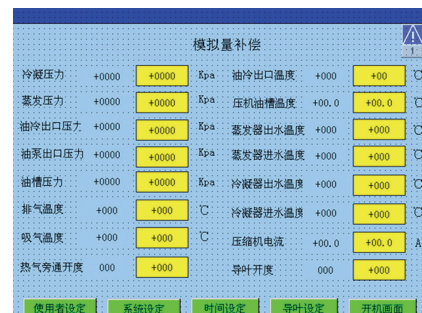 模拟量补偿
1
冷凝压力 +0000 +0000 Kpa 油冷出口温度 +000 +00 ℃
蒸发压力 +0000 +0000 Kpa 压机油槽温度 +00.0 +00.0 ℃
油冷出口压力 +0000 +0000 Kpa 蒸发器出水温度 +000 +000 ℃
油泵出口压力 +0000 +0000 Kpa 蒸发器进水温度 +000 +000 ℃
油槽压力 +0000 +0000 Kpa 冷凝器出水温度 +000 +000 ℃
排气温度 +000 +000 ℃ 冷凝器进水温度 +000 +000 ℃
吸气温度 +000 +000 ℃ 压缩机电流 +00.0 +00.0 A
热气旁通开度 000 +000 导叶开度 000 +000
使用者设定 系统设定 时间设定 导叶设定 开机画面